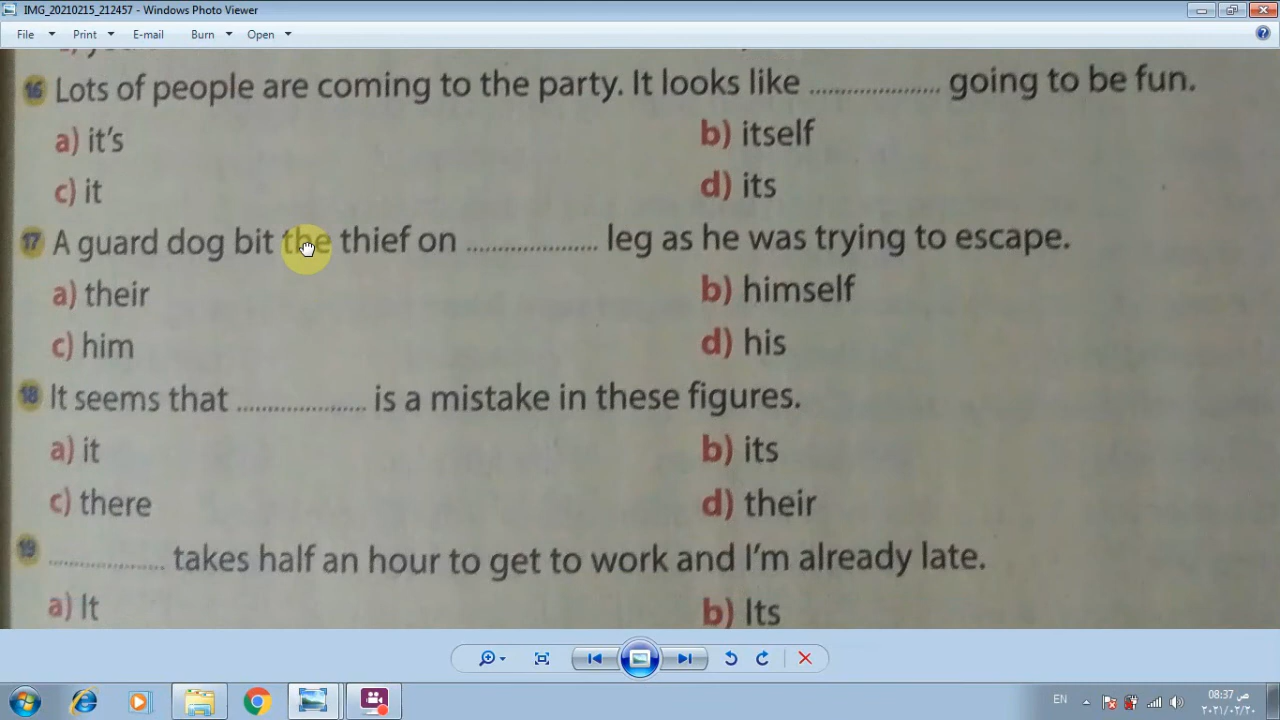 IMG_20210215_212457 - Windows Photo Viewer
File Print E-mail Burn Open
16 Lots of people are coming to the party. It looks like .................... going to be fun.
a) it's b) itself
c) it d) its
17 A guard dog bit the thief on .................... leg as he was trying to escape.
a) their b) himself
c) him d) his
18 It seems that .................... is a mistake in these figures.
a) it b) its
c) there d) their
19 .................... takes half an hour to get to work and I'm already late.
a) It b) Its
EN 08:37 ص
٢٠٢١/٠٢/٢٠